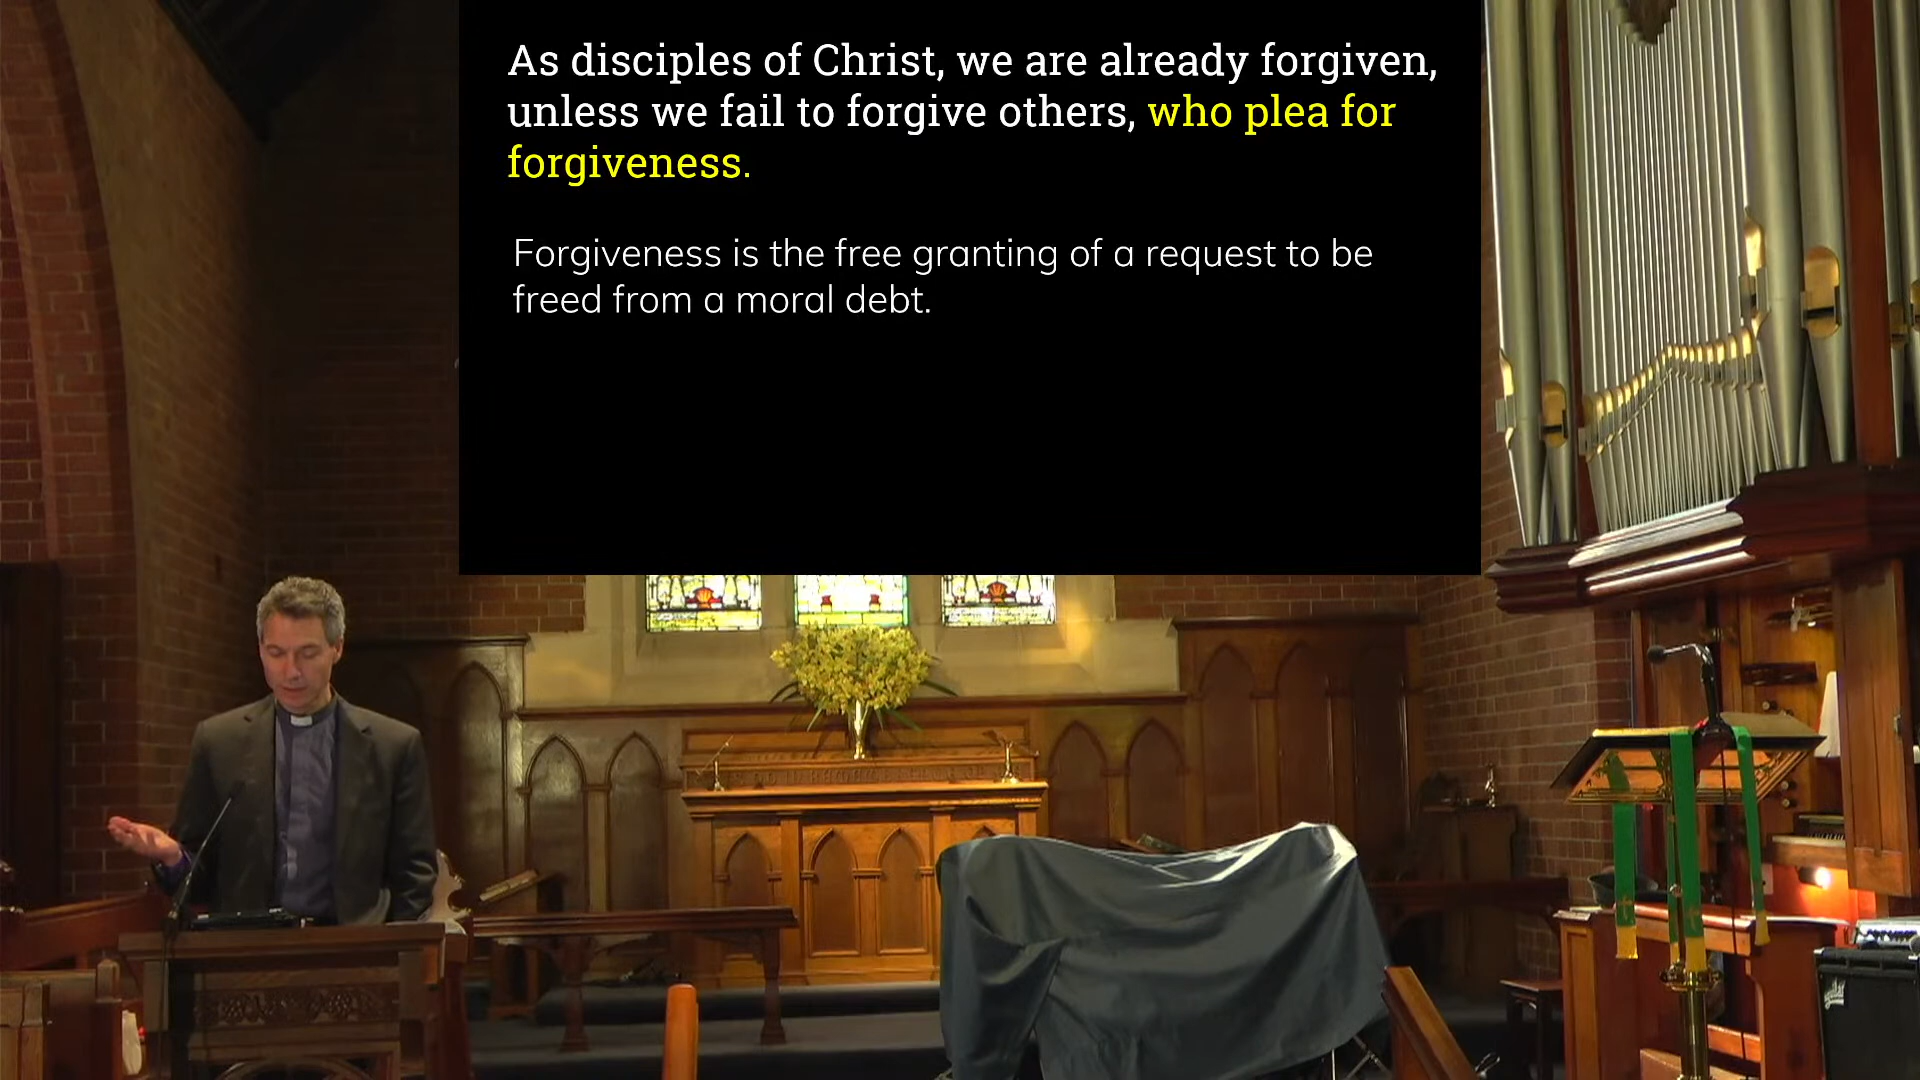 As disciples of Christ, we are already forgiven,
unless we fail to forgive others, who plea for
forgiveness.
Forgiveness is the free granting of a request to be
freed from a moral debt.